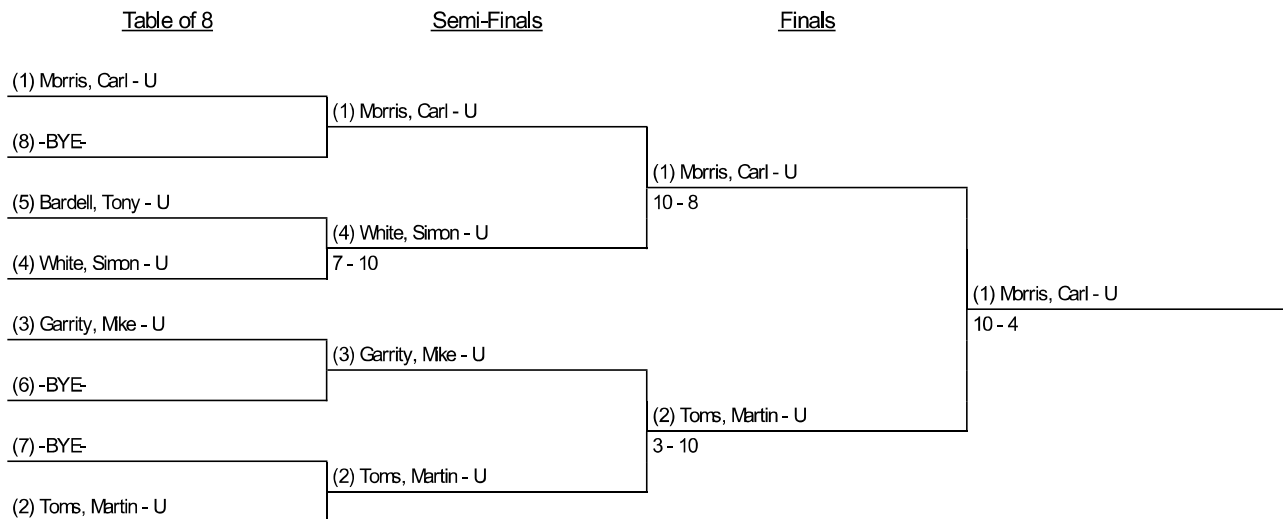 Table of 8 Semi-Finals Finals
(1) Morris, Carl - U
(1) Morris, Carl - U
(8) -BYE-
(1) Morris, Carl - U
10 - 8
(5) Bardell, Tony - U
(4) White, Simon - U
7 - 10
(4) White, Simon - U
(1) Morris, Carl - U
10 - 4
(3) Garrity, Mike - U
(3) Garrity, Mike - U
(6) -BYE-
(2) Toms, Martin - U
3 - 10
(7) -BYE-
(2) Toms, Martin - U
(2) Toms, Martin - U